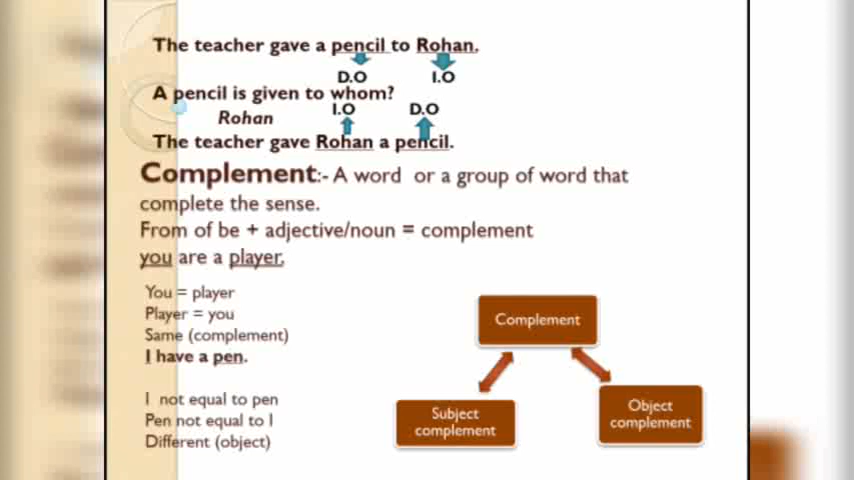 The teacher gave a pencil to Rohan.
D.O I.O
A pencil is given to whom?
Rohan I.O D.O
The teacher gave Rohan a pencil.
Complement:- A word or a group of word that
complete the sense.
From of be + adjective/noun = complement
you are a player.
You = player
Player = you
Same (complement)
I have a pen.
I not equal to pen
Pen not equal to I
Different (object)
Complement
Subject
complement
Object
complement